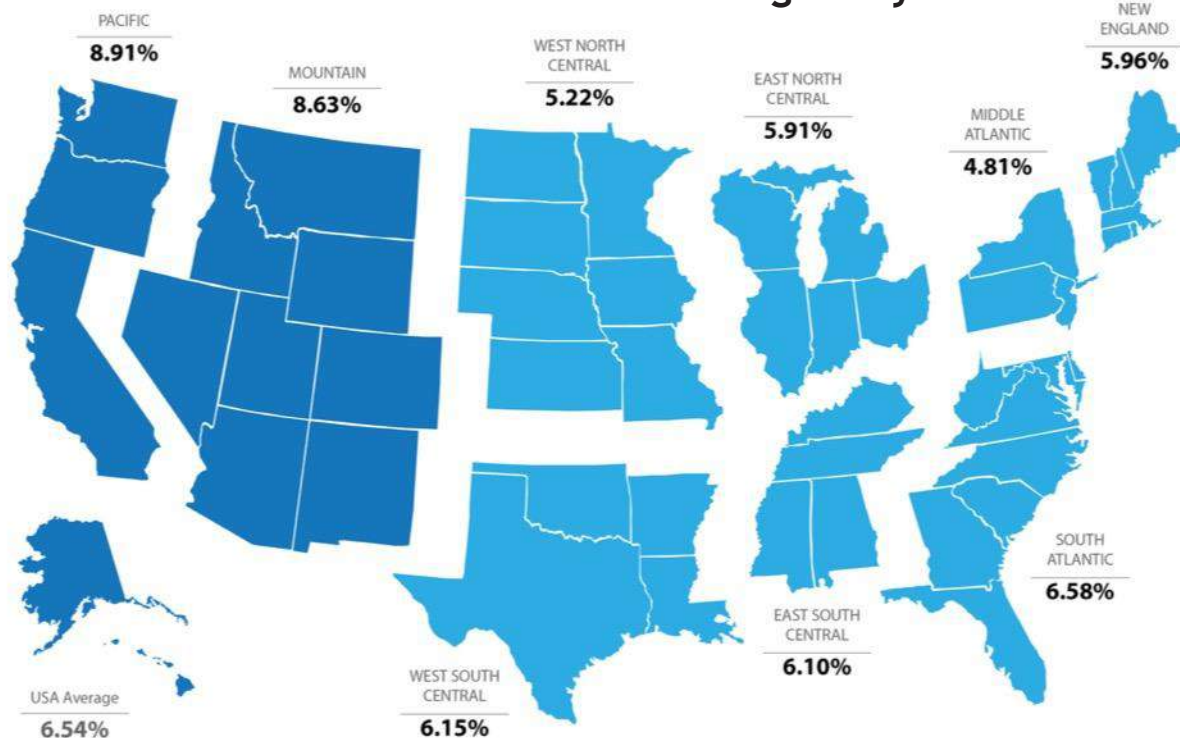 PACIFIC
8.91%
MOUNTAIN
8.63%
WEST NORTH
CENTRAL
5.22%
EAST NORTH
CENTRAL
5.91%
MIDDLE
ATLANTIC
4.81%
NEW
ENGLAND
5.96%
SOUTH
ATLANTIC
6.58%
EAST SOUTH
CENTRAL
6.10%
WEST SOUTH
CENTRAL
6.15%
USA Average
6.54%